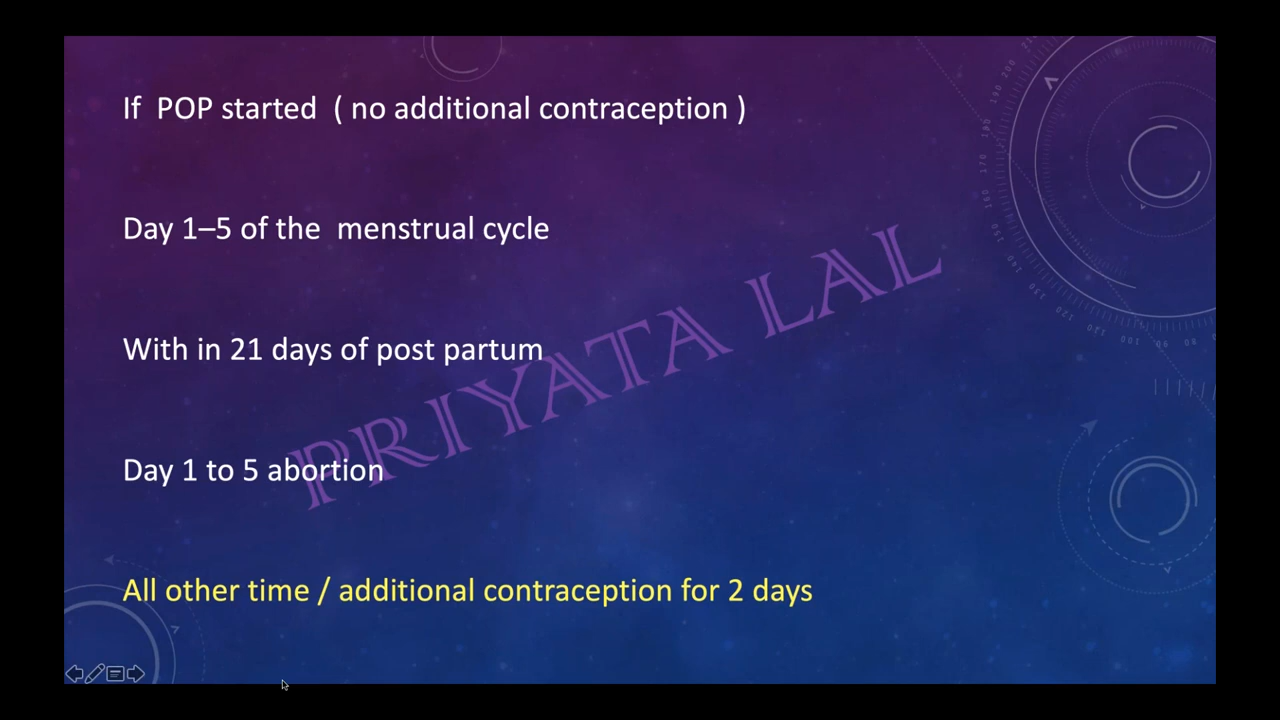 If POP started ( no additional contraception )
Day 1–5 of the menstrual cycle
With in 21 days of post partum
PRIYATA LAL
Day 1 to 5 abortion
All other time / additional contraception for 2 days